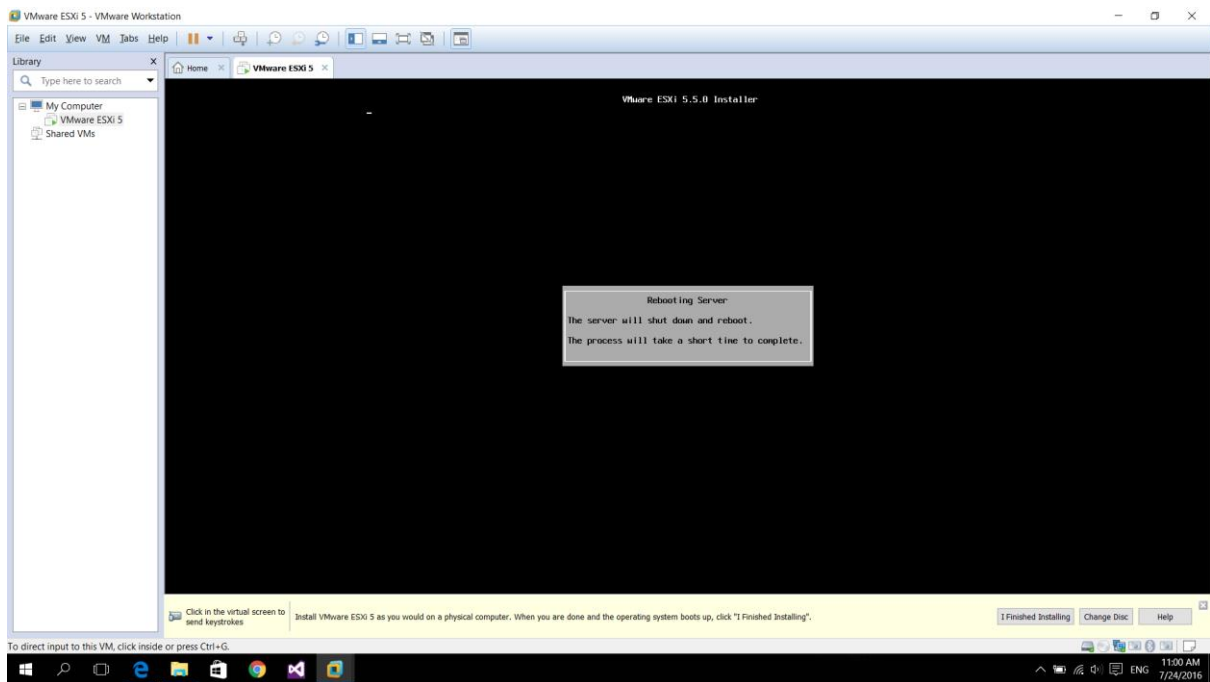 VMware ESXi 5 - VMware Workstation
File Edit View VM Tabs Help
Library
Type here to search
My Computer
VMware ESXi 5
Shared VMs
Home
VMware ESXi 5
VMware ESXi 5.5.0 Installer
Rebooting Server
The server will shut down and reboot.
The process will take a short time to complete.
Click in the virtual screen to
send keystrokes
Install VMware ESXi 5 as you would on a physical computer. When you are done and the operating system boots up, click "I Finished Installing".
I Finished Installing
Change Disc
Help
To direct input to this VM, click inside or press Ctrl+G.
ENG
11:00 AM
7/24/2016